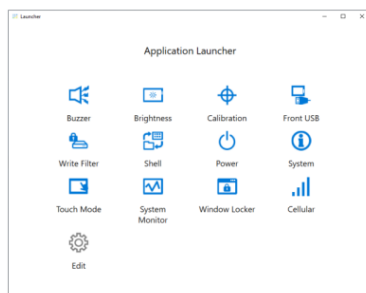 Launcher
Application Launcher
Buzzer Brightness Calibration Front USB
Write Filter Shell Power System
Touch Mode System Monitor Window Locker Cellular
Edit